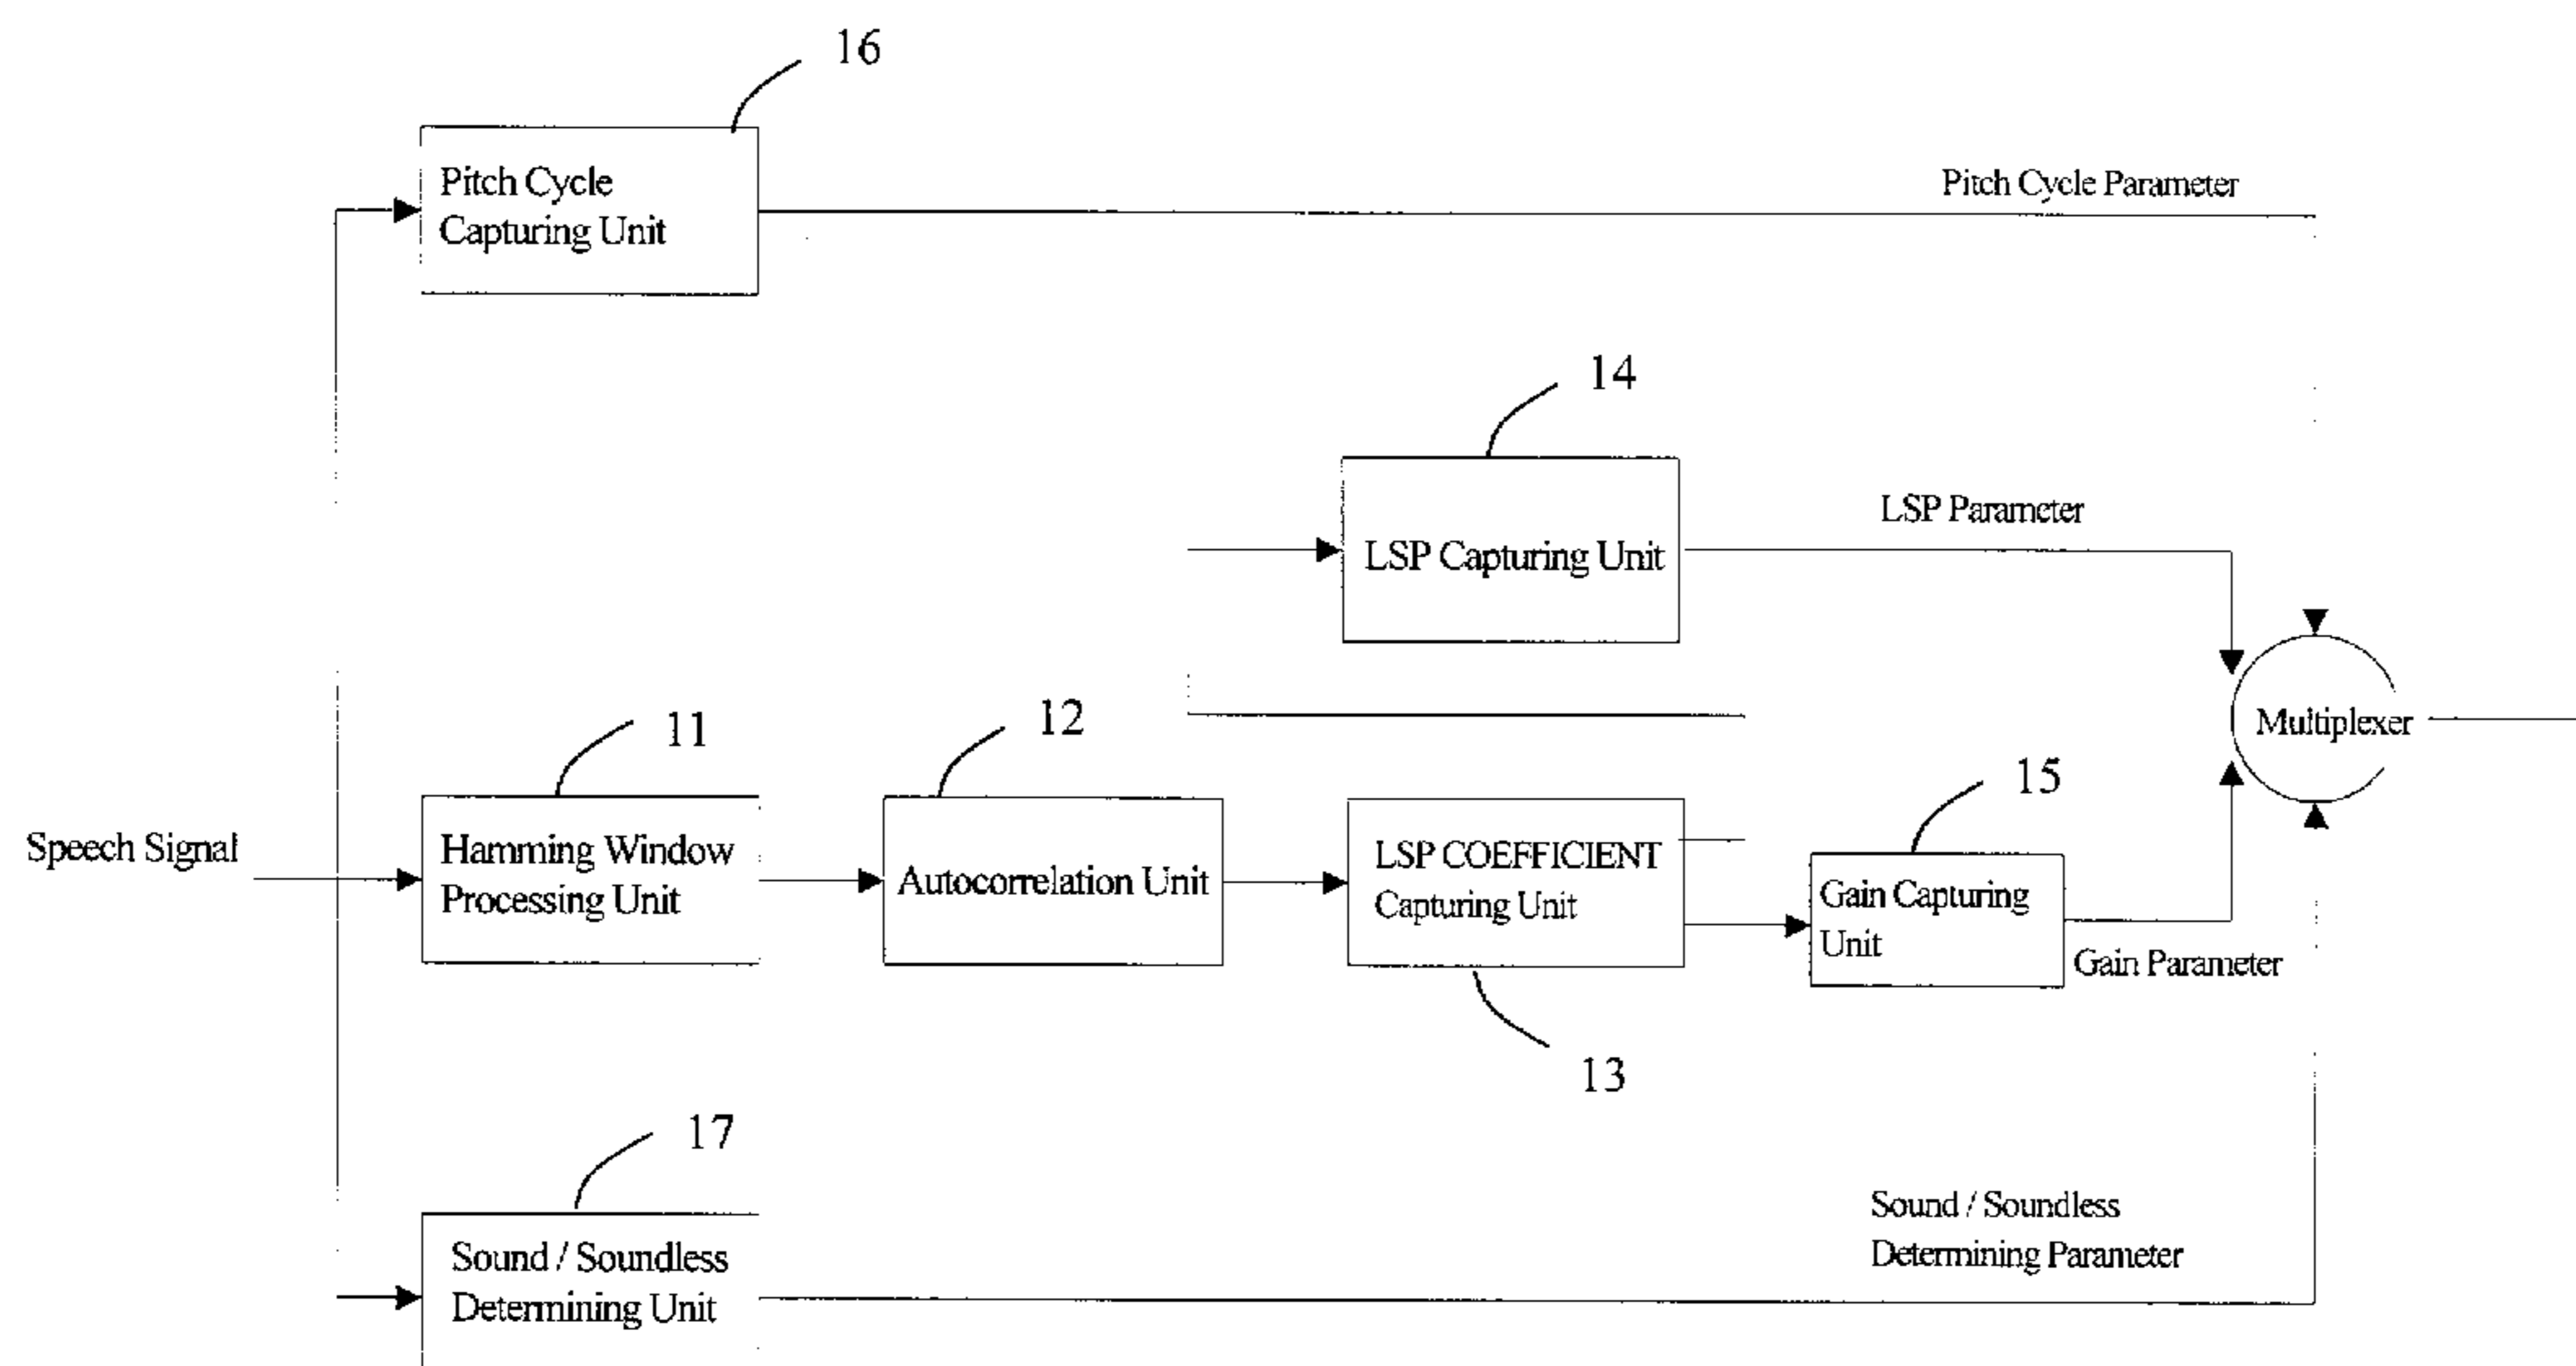 16
Pitch Cycle
Capturing Unit
Pitch Cycle Parameter
14
LSP Capturing Unit
LSP Parameter
Multiplexer
11
12
15
Speech Signal
Hamming Window
Processing Unit
Autocorrelation Unit
LSP COEFFICIENT
Capturing Unit
Gain Capturing
Unit
Gain Parameter
13
17
Sound / Soundless
Determining Unit
Sound / Soundless
Determining Parameter